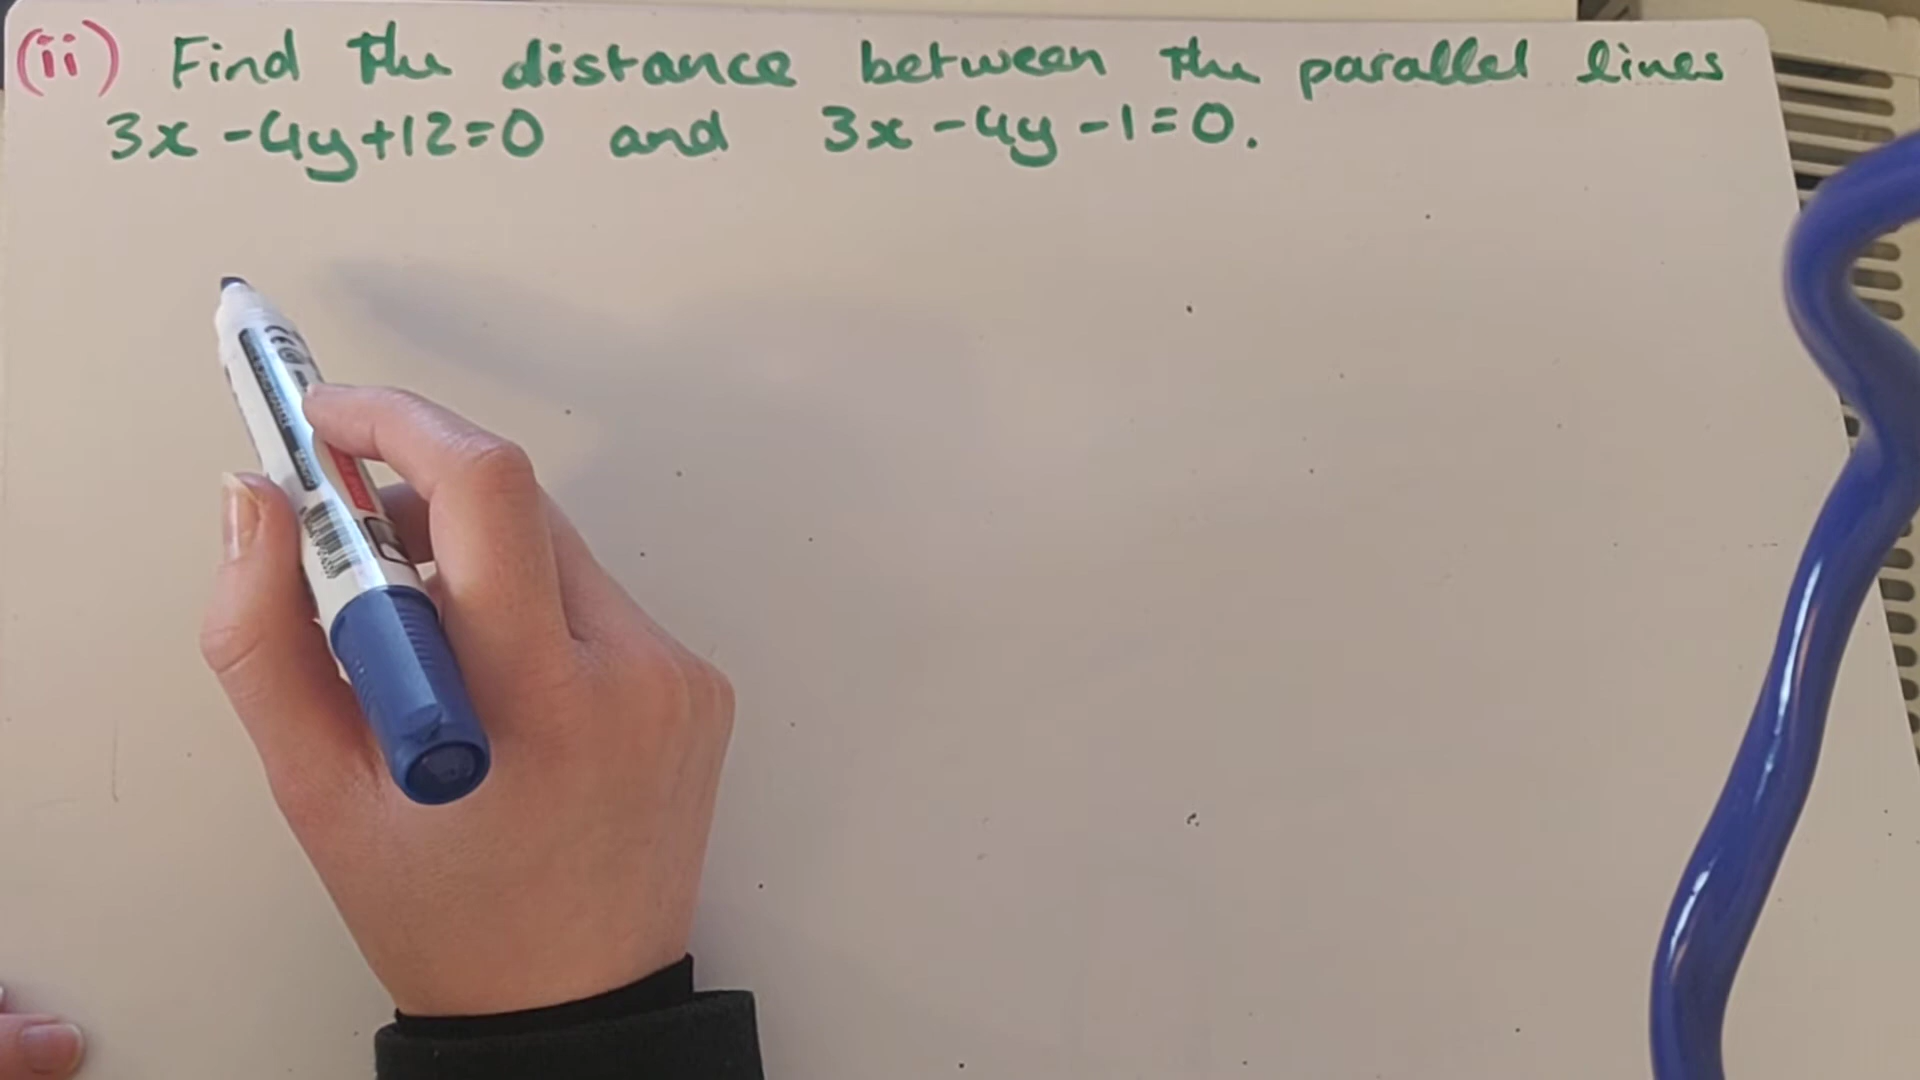 (ii) Find the distance between the parallel lines
3x - 4y + 12 = 0 and 3x - 4y - 1 = 0.